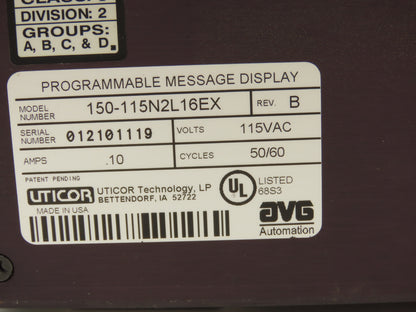 DIVISION: 2
GROUPS:
A, B, C, & D.
PROGRAMMABLE MESSAGE DISPLAY
MODEL NUMBER 150-115N2L16EX REV. B
SERIAL NUMBER 012101119 VOLTS 115VAC
AMPS .10 CYCLES 50/60
PATENT PENDING
UTICOR UTICOR Technology, LP
BETTENDORF, IA 52722
MADE IN USA
UL LISTED
68S3
AVG
Automation